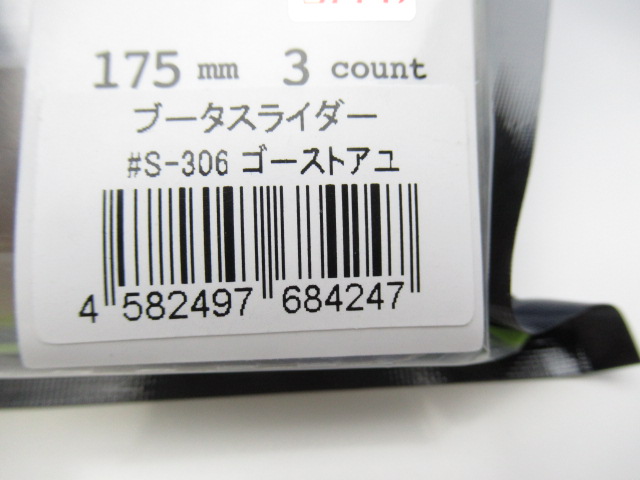 175 mm 3 count
ブータスライダー
#S-306 ゴーストアユ
4 582497 684247